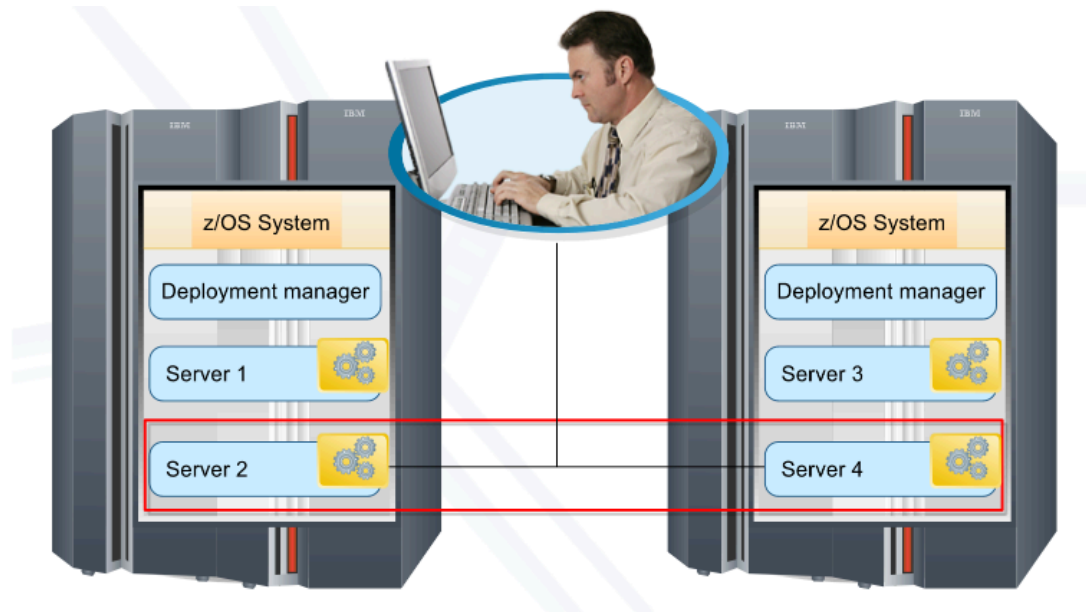 IBM
IBM
IBM
IBM
z/OS System
z/OS System
Deployment manager
Deployment manager
Server 1
Server 3
Server 2
Server 4